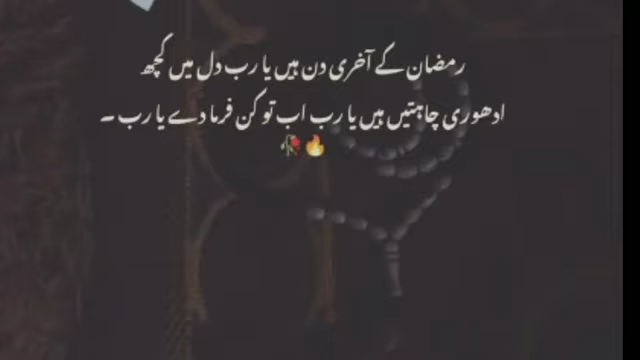 رمضان کے آخری دن ہیں یا رب دل میں کچھ
ادھوری چاہتیں ہیں یا رب اب تو کن فرما دے یا رب ۔
🥀🔥